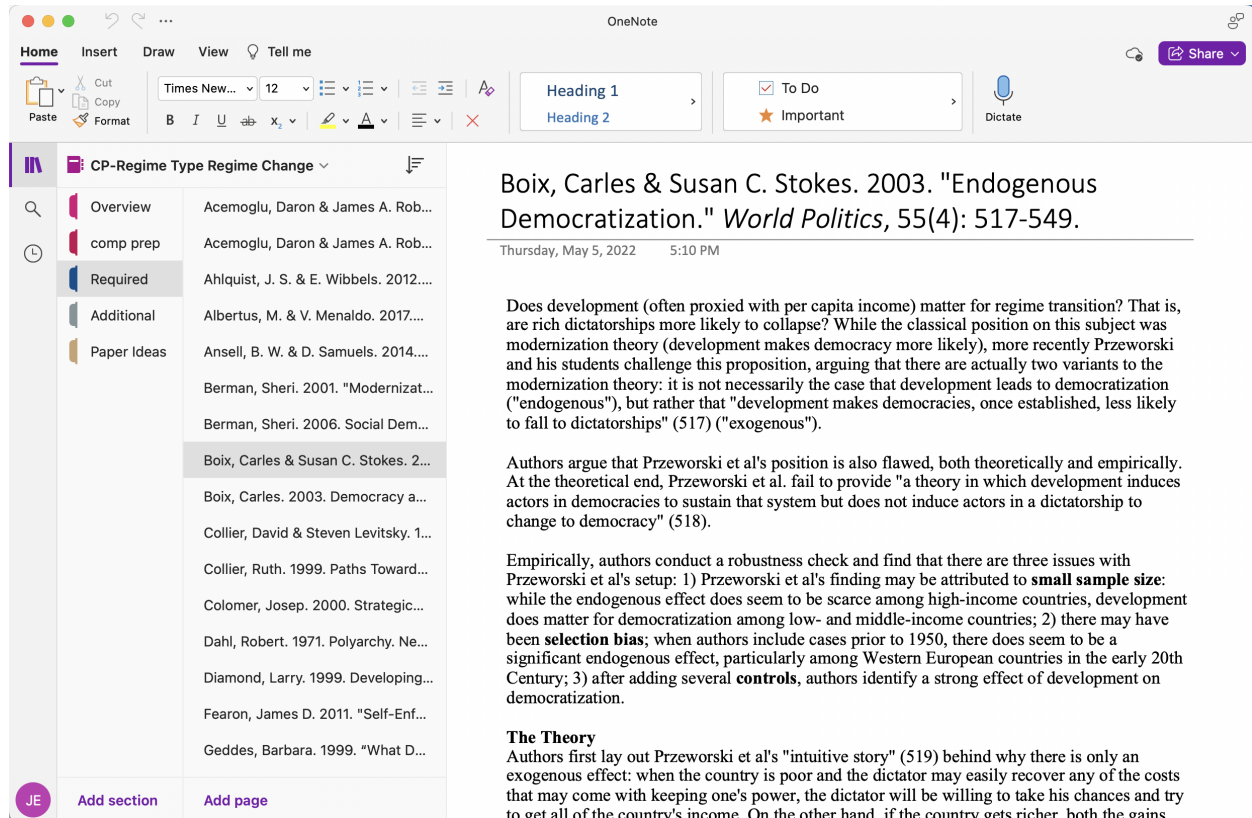 OneNote
Home Insert Draw View Tell me
Share
Paste
Cut
Copy
Format
Times New... 12
B I U ab x2 A
Heading 1
Heading 2
To Do
Important
Dictate
CP-Regime Type Regime Change
Overview
comp prep
Required
Additional
Paper Ideas
Add section
Acemoglu, Daron & James A. Rob...
Acemoglu, Daron & James A. Rob...
Ahlquist, J. S. & E. Wibbels. 2012....
Albertus, M. & V. Menaldo. 2017....
Ansell, B. W. & D. Samuels. 2014....
Berman, Sheri. 2001. "Modernizat...
Berman, Sheri. 2006. Social Dem...
Boix, Carles & Susan C. Stokes. 2...
Boix, Carles. 2003. Democracy a...
Collier, David & Steven Levitsky. 1...
Collier, Ruth. 1999. Paths Toward...
Colomer, Josep. 2000. Strategic...
Dahl, Robert. 1971. Polyarchy. Ne...
Diamond, Larry. 1999. Developing...
Fearon, James D. 2011. "Self-Enf...
Geddes, Barbara. 1999. “What D...
Add page
JE
Boix, Carles & Susan C. Stokes. 2003. "Endogenous
Democratization." World Politics, 55(4): 517-549.
Thursday, May 5, 2022 5:10 PM
Does development (often proxied with per capita income) matter for regime transition? That is,
are rich dictatorships more likely to collapse? While the classical position on this subject was
modernization theory (development makes democracy more likely), more recently Przeworski
and his students challenge this proposition, arguing that there are actually two variants to the
modernization theory: it is not necessarily the case that development leads to democratization
("endogenous"), but rather that "development makes democracies, once established, less likely
to fall to dictatorships" (517) ("exogenous").
Authors argue that Przeworski et al's position is also flawed, both theoretically and empirically.
At the theoretical end, Przeworski et al. fail to provide "a theory in which development induces
actors in democracies to sustain that system but does not induce actors in a dictatorship to
change to democracy" (518).
Empirically, authors conduct a robustness check and find that there are three issues with
Przeworski et al's setup: 1) Przeworski et al's finding may be attributed to small sample size:
while the endogenous effect does seem to be scarce among high-income countries, development
does matter for democratization among low- and middle-income countries; 2) there may have
been selection bias; when authors include cases prior to 1950, there does seem to be a
significant endogenous effect, particularly among Western European countries in the early 20th
Century; 3) after adding several controls, authors identify a strong effect of development on
democratization.
The Theory
Authors first lay out Przeworski et al's "intuitive story" (519) behind why there is only an
exogenous effect: when the country is poor and the dictator may easily recover any of the costs
that may come with keeping one's power, the dictator will be willing to take his chances and try
to get all of the country's income. On the other hand, if the country gets richer, both the gains